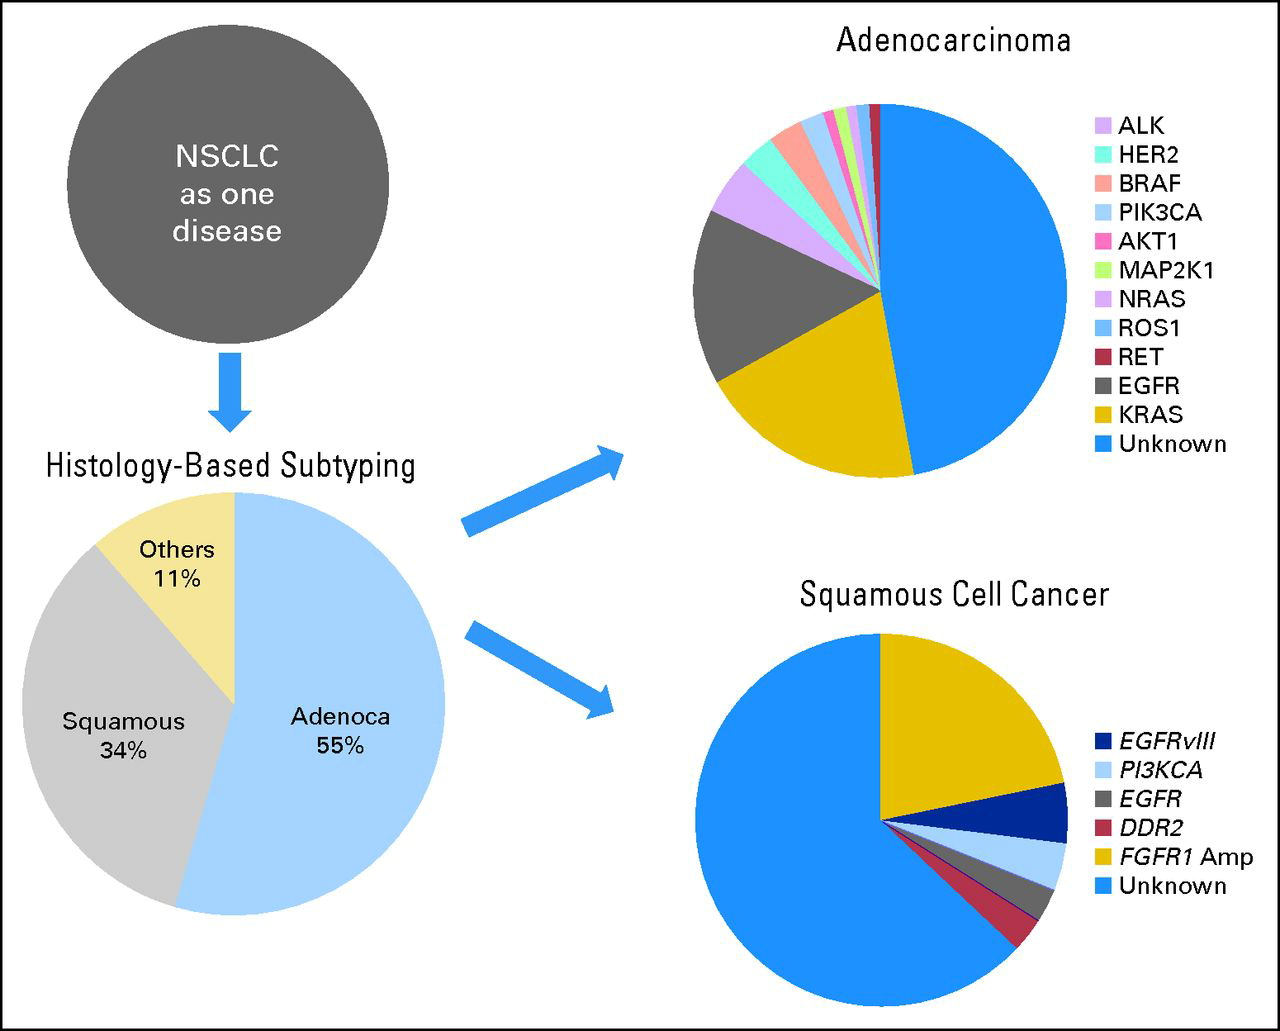 NSCLC
as one
disease
Histology-Based Subtyping
Others
11%
Squamous
34%
Adenoca
55%
Adenocarcinoma
ALK
HER2
BRAF
PIK3CA
AKT1
MAP2K1
NRAS
ROS1
RET
EGFR
KRAS
Unknown
Squamous Cell Cancer
EGFRvIII
PI3KCA
EGFR
DDR2
FGFR1 Amp
Unknown